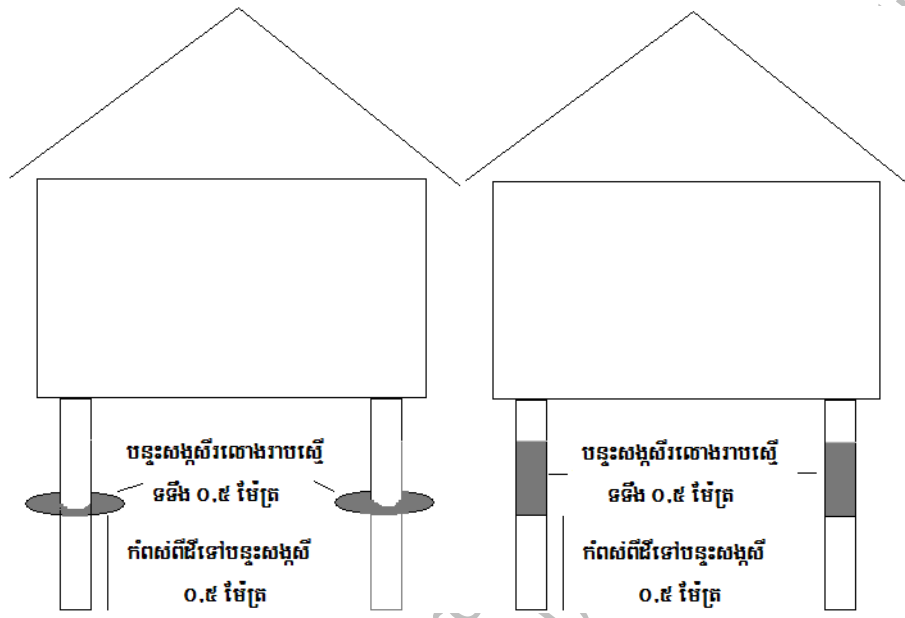 បន្ទះសង្កសីរលោងរាបស្មើ
ទទឹង ០.៥ ម៉ែត្រ
កំពស់ពីដីទៅបន្ទះសង្កសី
០.៥ ម៉ែត្រ
បន្ទះសង្កសីរលោងរាបស្មើ
ទទឹង ០.៥ ម៉ែត្រ
កំពស់ពីដីទៅបន្ទះសង្កសី
០.៥ ម៉ែត្រ